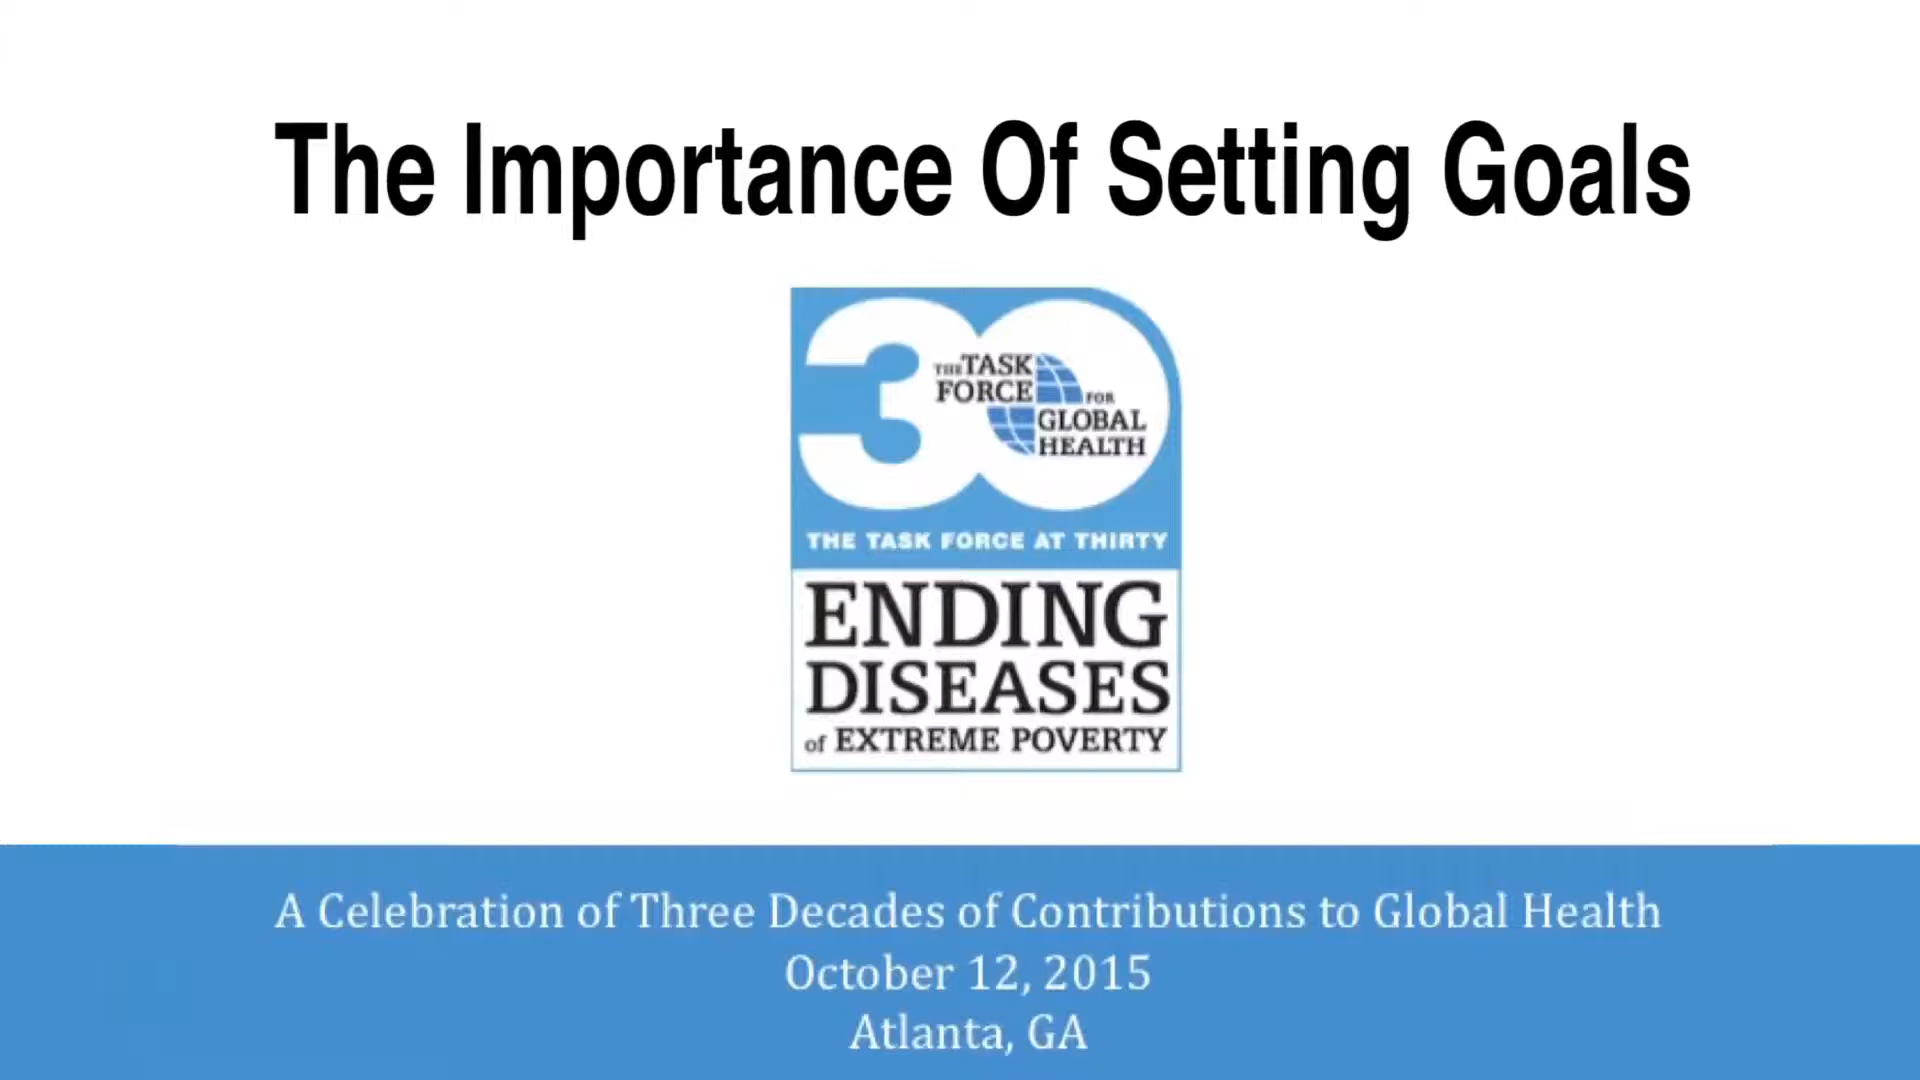 The Importance Of Setting Goals
30
THE TASK
FORCE FOR
GLOBAL
HEALTH
THE TASK FORCE AT THIRTY
ENDING
DISEASES
of EXTREME POVERTY
A Celebration of Three Decades of Contributions to Global Health
October 12, 2015
Atlanta, GA